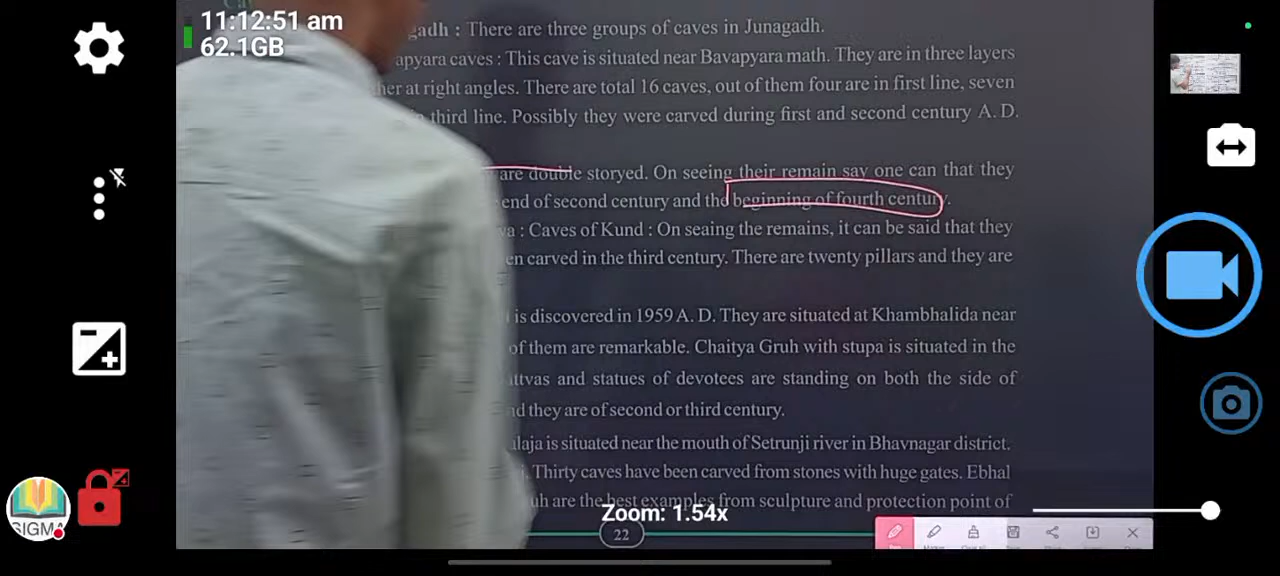 Cav
11:12:51 am
62.1GB
gadh : There are three groups of caves in Junagadh.
apyara caves : This cave is situated near Bavapyara math. They are in three layers
her at right angles. There are total 16 caves, out of them four are in first line, seven
third line. Possibly they were carved during first and second century A. D.
are double storyed. On seeing their remain say one can that they
end of second century and the beginning of fourth century.
va : Caves of Kund : On seaing the remains, it can be said that they
en carved in the third century. There are twenty pillars and they are
is discovered in 1959 A. D. They are situated at Khambhalida near
of them are remarkable. Chaitya Gruh with stupa is situated in the
attvas and statues of devotees are standing on both the side of
nd they are of second or third century.
alaja is situated near the mouth of Setrunji river in Bhavnagar district.
Thirty caves have been carved from stones with huge gates. Ebhal
uh are the best examples from sculpture and protection point of
Zoom: 1.54x
22
SIGMA